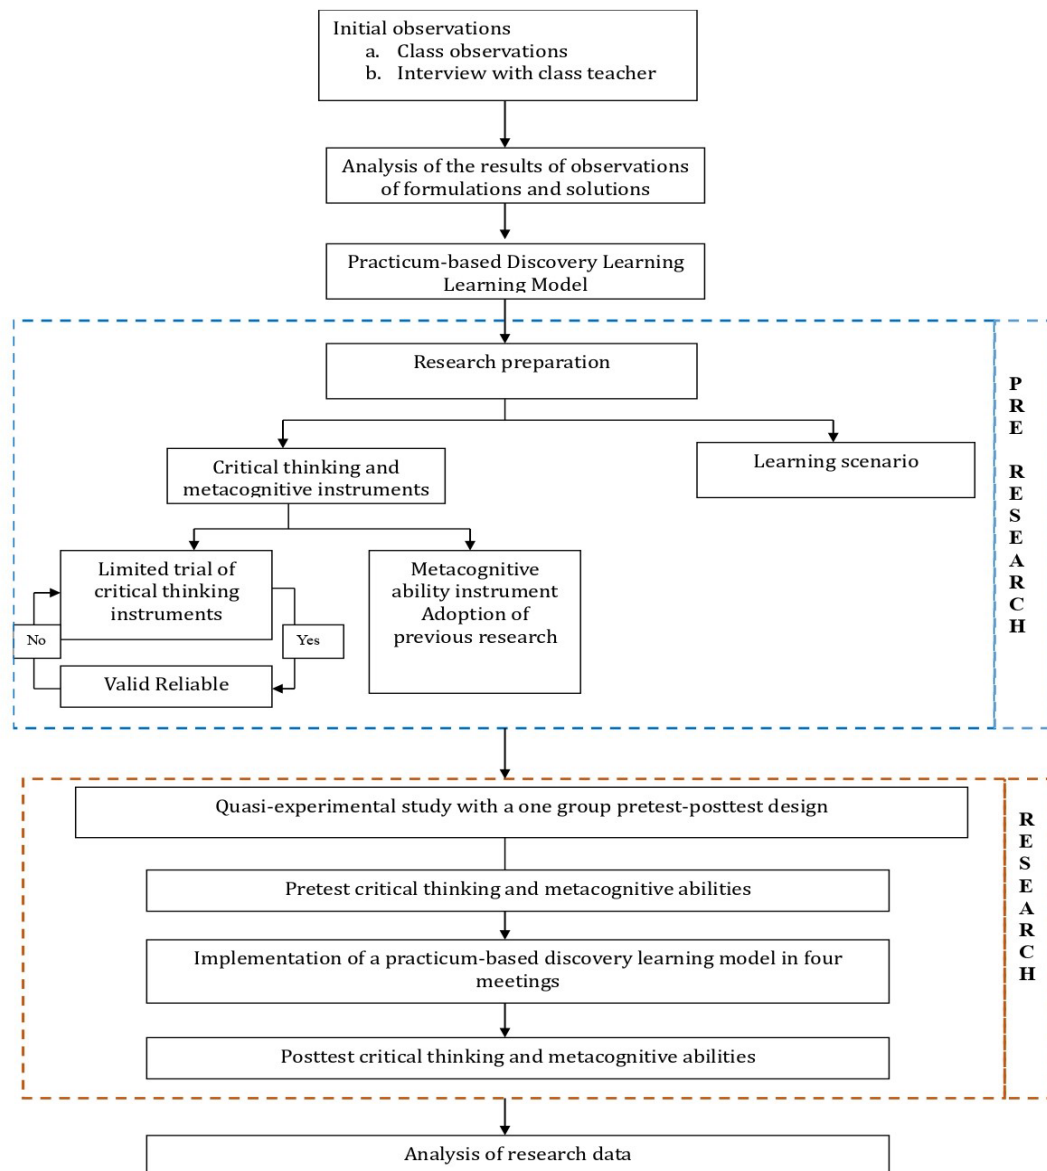 Initial observations
a. Class observations
b. Interview with class teacher
Analysis of the results of observations
of formulations and solutions
Practicum-based Discovery Learning
Learning Model
Research preparation
PRE RESEARCH
Critical thinking and
metacognitive instruments
Learning scenario
Limited trial of
critical thinking
instruments
Metacognitive
ability instrument
Adoption of
previous research
No
Yes
Valid Reliable
Quasi-experimental study with a one group pretest-posttest design
RESEARCH
Pretest critical thinking and metacognitive abilities
Implementation of a practicum-based discovery learning model in four
meetings
Posttest critical thinking and metacognitive abilities
Analysis of research data